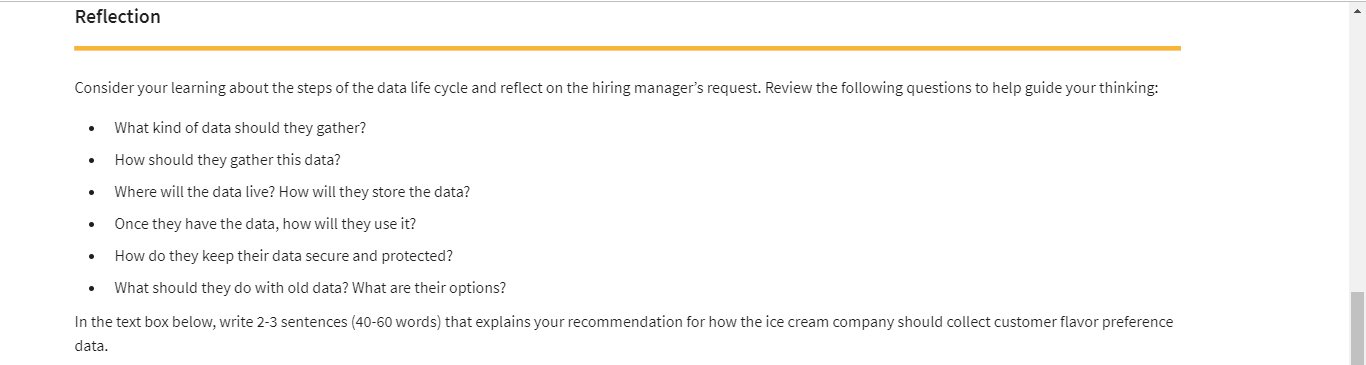 Reflection
Consider your learning about the steps of the data life cycle and reflect on the hiring manager’s request. Review the following questions to help guide your thinking:
• What kind of data should they gather?
• How should they gather this data?
• Where will the data live? How will they store the data?
• Once they have the data, how will they use it?
• How do they keep their data secure and protected?
• What should they do with old data? What are their options?
In the text box below, write 2-3 sentences (40-60 words) that explains your recommendation for how the ice cream company should collect customer flavor preference
data.